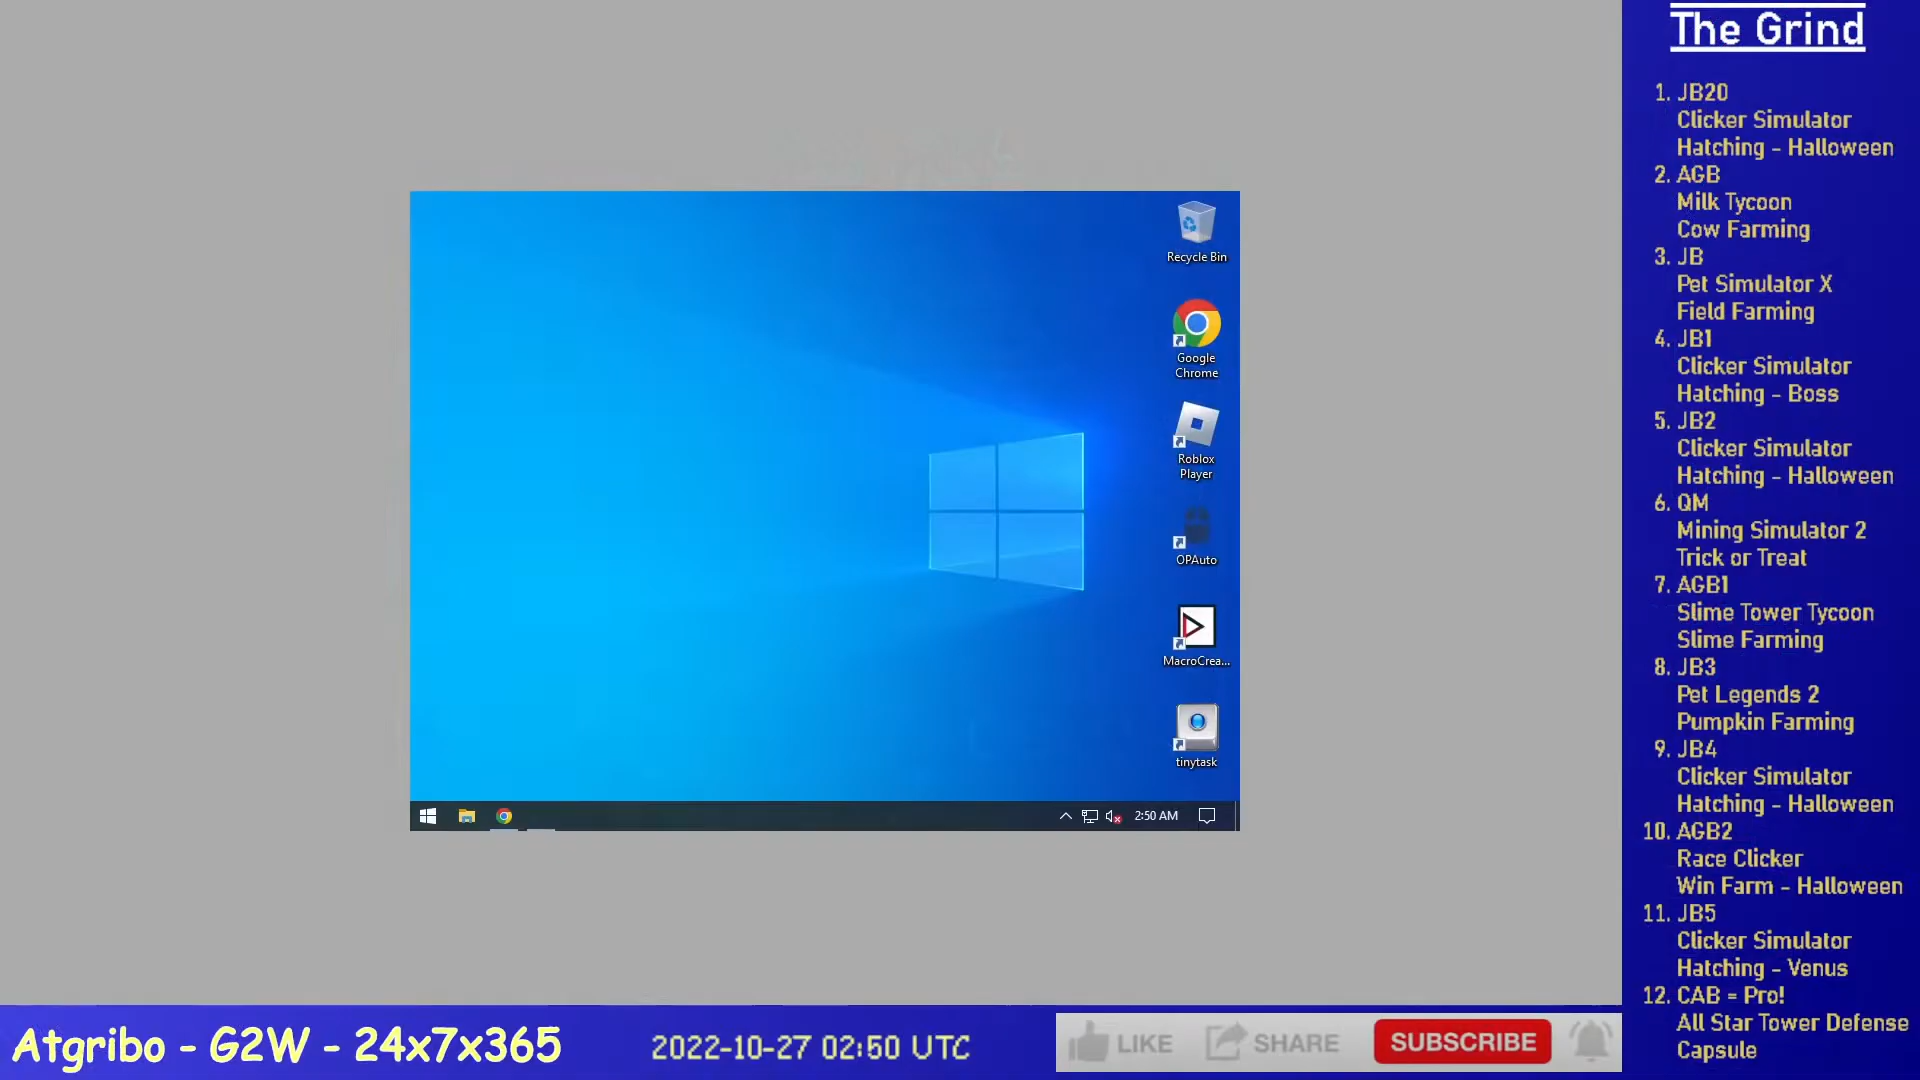 The Grind
1. JB20
Clicker Simulator
Hatching - Halloween
2. AGB
Milk Tycoon
Cow Farming
3. JB
Pet Simulator X
Field Farming
4. JB1
Clicker Simulator
Hatching - Boss
5. JB2
Clicker Simulator
Hatching - Halloween
6. QM
Mining Simulator 2
Trick or Treat
7. AGB1
Slime Tower Tycoon
Slime Farming
8. JB3
Pet Legends 2
Pumpkin Farming
9. JB4
Clicker Simulator
Hatching - Halloween
10. AGB2
Race Clicker
Win Farm - Halloween
11. JB5
Clicker Simulator
Hatching - Venus
12. CAB = Pro!
All Star Tower Defense
Capsule
Recycle Bin
Google
Chrome
Roblox
Player
OPAuto
MacroCrea...
tinytask
2:50 AM
Atgribo - G2W - 24x7x365
2022-10-27 02:50 UTC
LIKE
SHARE
SUBSCRIBE